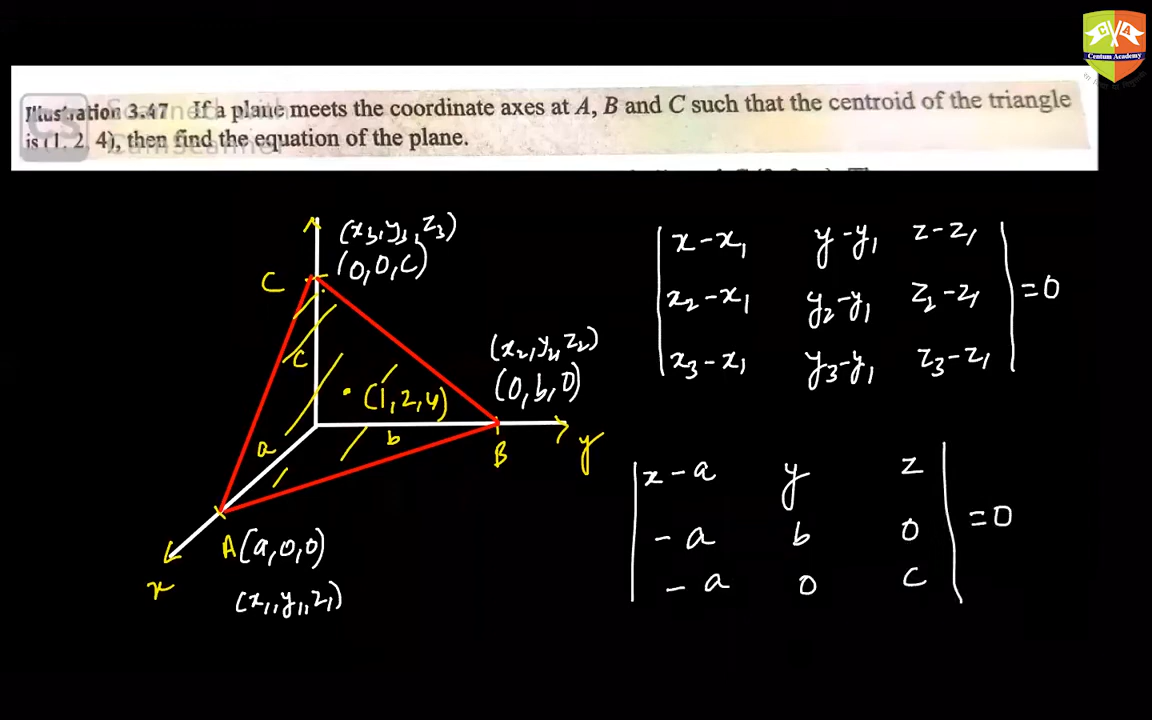 CVA
Centum Academy
Illustration 3.47 If a plane meets the coordinate axes at A, B and C such that the centroid of the triangle
is (1, 2, 4), then find the equation of the plane.
(x3, y3, z3)
(0,0,c)
C
c
(x2, y2, z2)
(0,b,0)
(1,2,4)
a
b
B
y
A(a,0,0)
x
(x1, y1, z1)
x-x1 y-y1 z-z1
x2-x1 y2-y1 z2-z1 =0
x3-x1 y3-y1 z3-z1
x-a y z
-a b 0 =0
-a 0 c